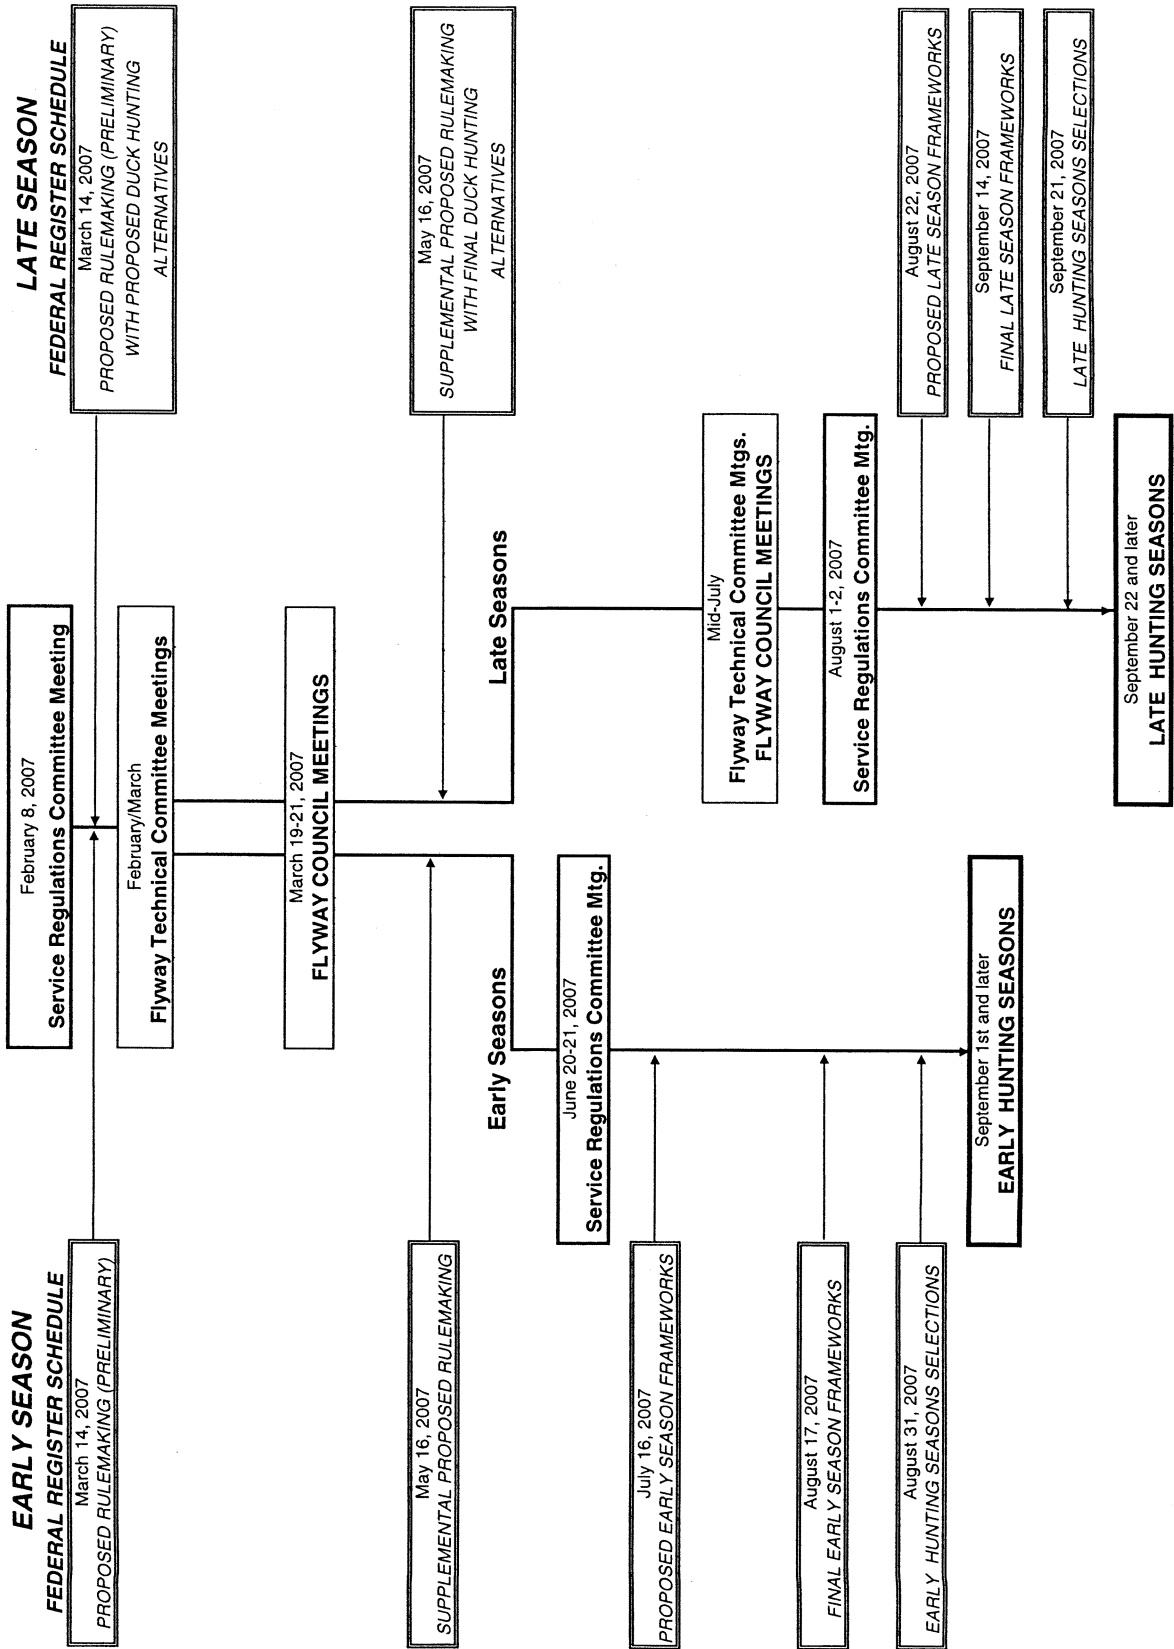 EARLY SEASON
FEDERAL REGISTER SCHEDULE
March 14, 2007
PROPOSED RULEMAKING (PRELIMINARY)
May 16, 2007
SUPPLEMENTAL PROPOSED RULEMAKING
July 16, 2007
PROPOSED EARLY SEASON FRAMEWORKS
August 17, 2007
FINAL EARLY SEASON FRAMEWORKS
August 31, 2007
EARLY HUNTING SEASONS SELECTIONS
February 8, 2007
Service Regulations Committee Meeting
February/March
Flyway Technical Committee Meetings
March 19-21, 2007
FLYWAY COUNCIL MEETINGS
Early Seasons
June 20-21, 2007
Service Regulations Committee Mtg.
September 1st and later
EARLY HUNTING SEASONS
Late Seasons
Mid-July
Flyway Technical Committee Mtgs.
FLYWAY COUNCIL MEETINGS
August 1-2, 2007
Service Regulations Committee Mtg.
September 22 and later
LATE HUNTING SEASONS
LATE SEASON
FEDERAL REGISTER SCHEDULE
March 14, 2007
PROPOSED RULEMAKING (PRELIMINARY)
WITH PROPOSED DUCK HUNTING
ALTERNATIVES
May 16, 2007
SUPPLEMENTAL PROPOSED RULEMAKING
WITH FINAL DUCK HUNTING
ALTERNATIVES
August 22, 2007
PROPOSED LATE SEASON FRAMEWORKS
September 14, 2007
FINAL LATE SEASON FRAMEWORKS
September 21, 2007
LATE HUNTING SEASONS SELECTIONS